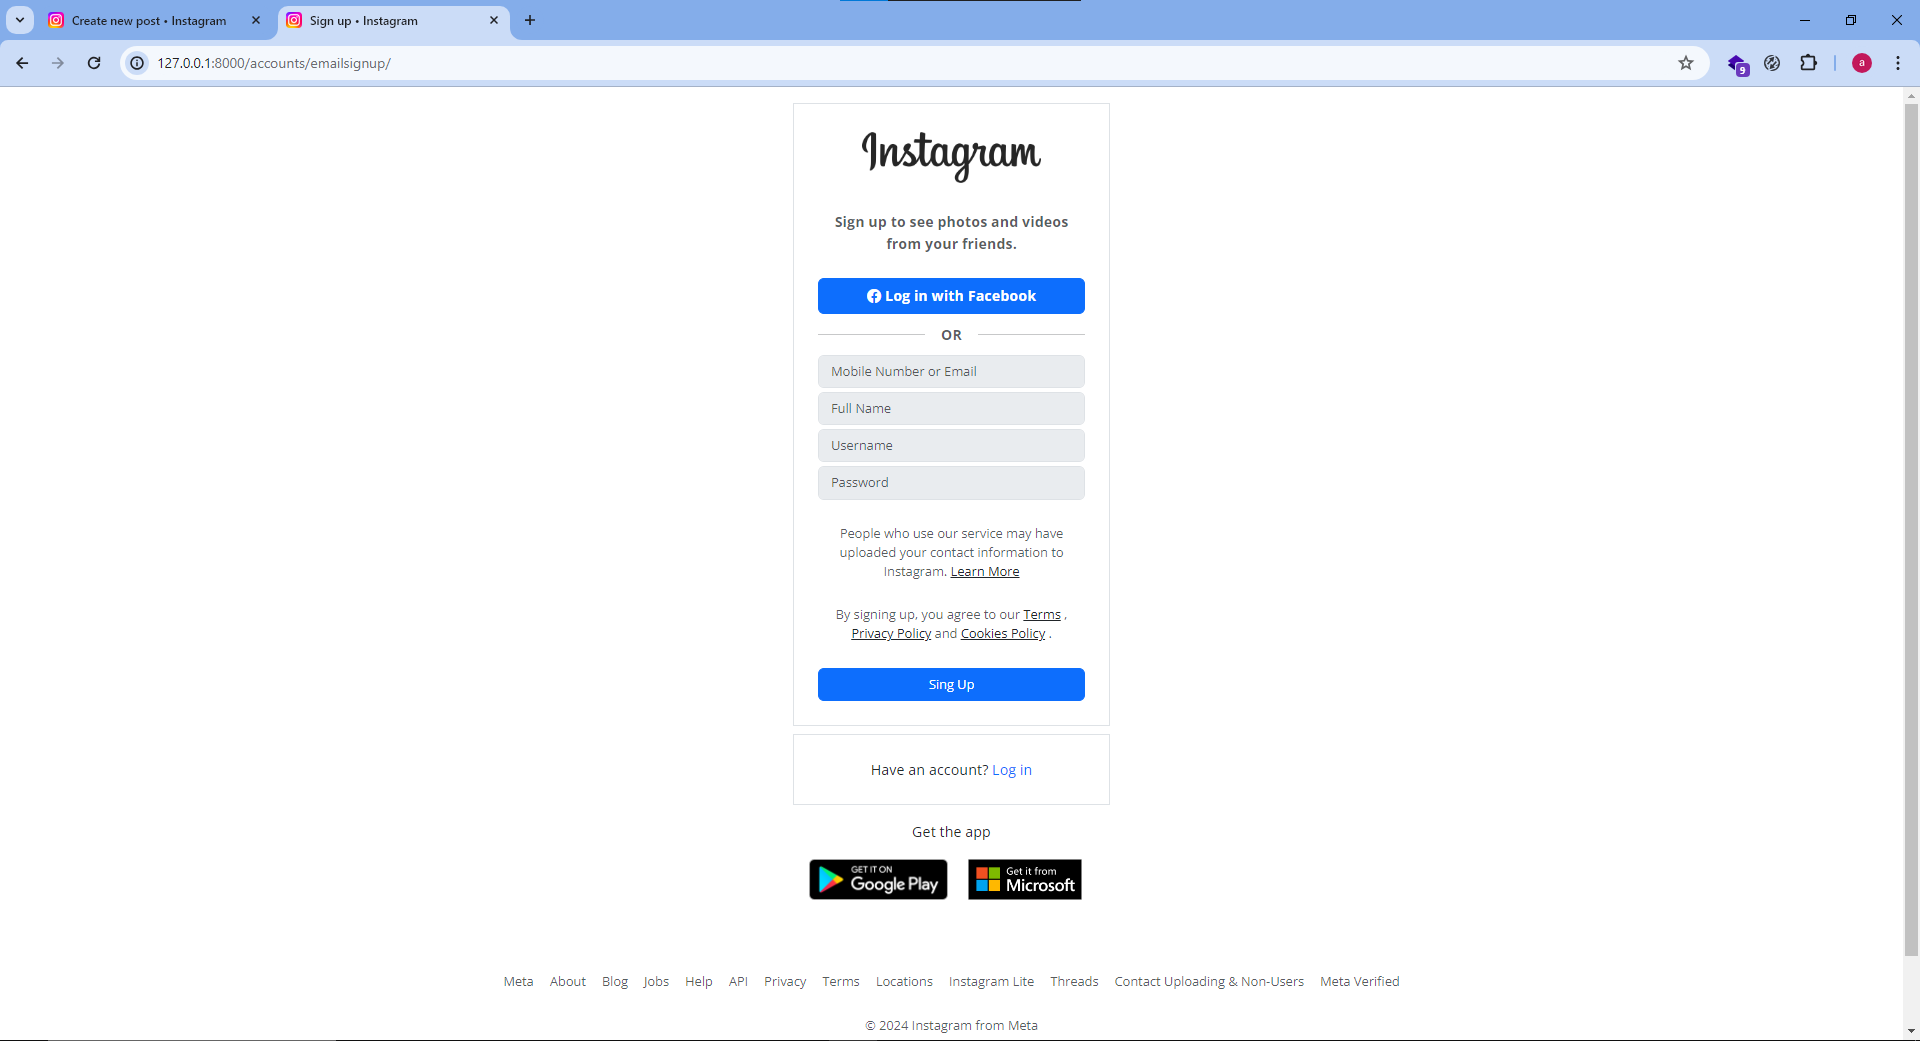 Create new post • Instagram
Sign up • Instagram
127.0.0.1:8000/accounts/emailsignup/
9
a
Instagram
Sign up to see photos and videos
from your friends.
Log in with Facebook
OR
Mobile Number or Email
Full Name
Username
Password
People who use our service may have
uploaded your contact information to
Instagram. Learn More
By signing up, you agree to our Terms ,
Privacy Policy and Cookies Policy .
Sing Up
Have an account? Log in
Get the app
GET IT ON
Google Play
Get it from
Microsoft
Meta About Blog Jobs Help API Privacy Terms Locations Instagram Lite Threads Contact Uploading & Non-Users Meta Verified
© 2024 Instagram from Meta